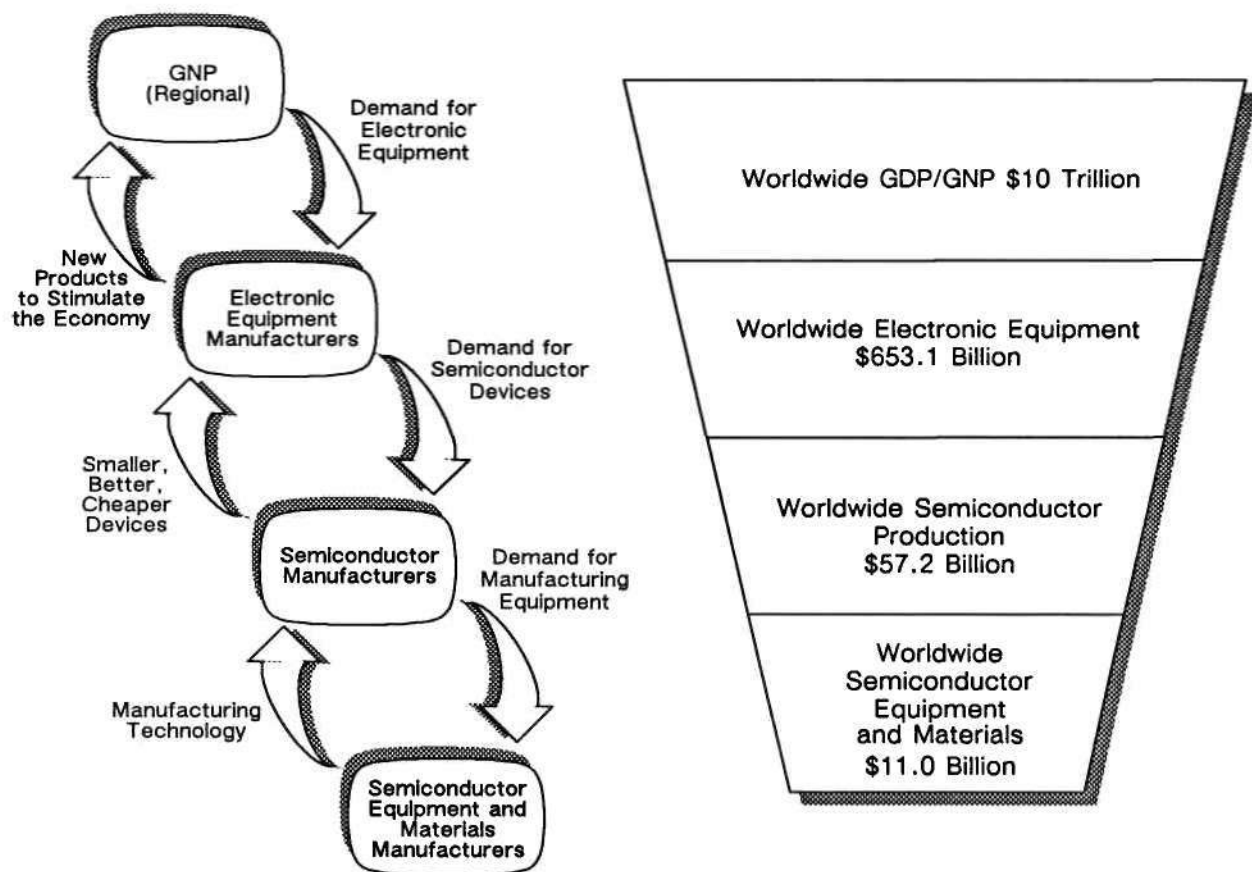 GNP
(Regional)
Demand for
Electronic
Equipment
New
Products
to Stimulate
the Economy
Electronic
Equipment
Manufacturers
Demand for
Semiconductor
Devices
Smaller,
Better,
Cheaper
Devices
Semiconductor
Manufacturers
Demand for
Manufacturing
Equipment
Manufacturing
Technology
Semiconductor
Equipment and
Materials
Manufacturers
Worldwide GDP/GNP $10 Trillion
Worldwide Electronic Equipment
$653.1 Billion
Worldwide Semiconductor
Production
$57.2 Billion
Worldwide
Semiconductor
Equipment
and Materials
$11.0 Billion